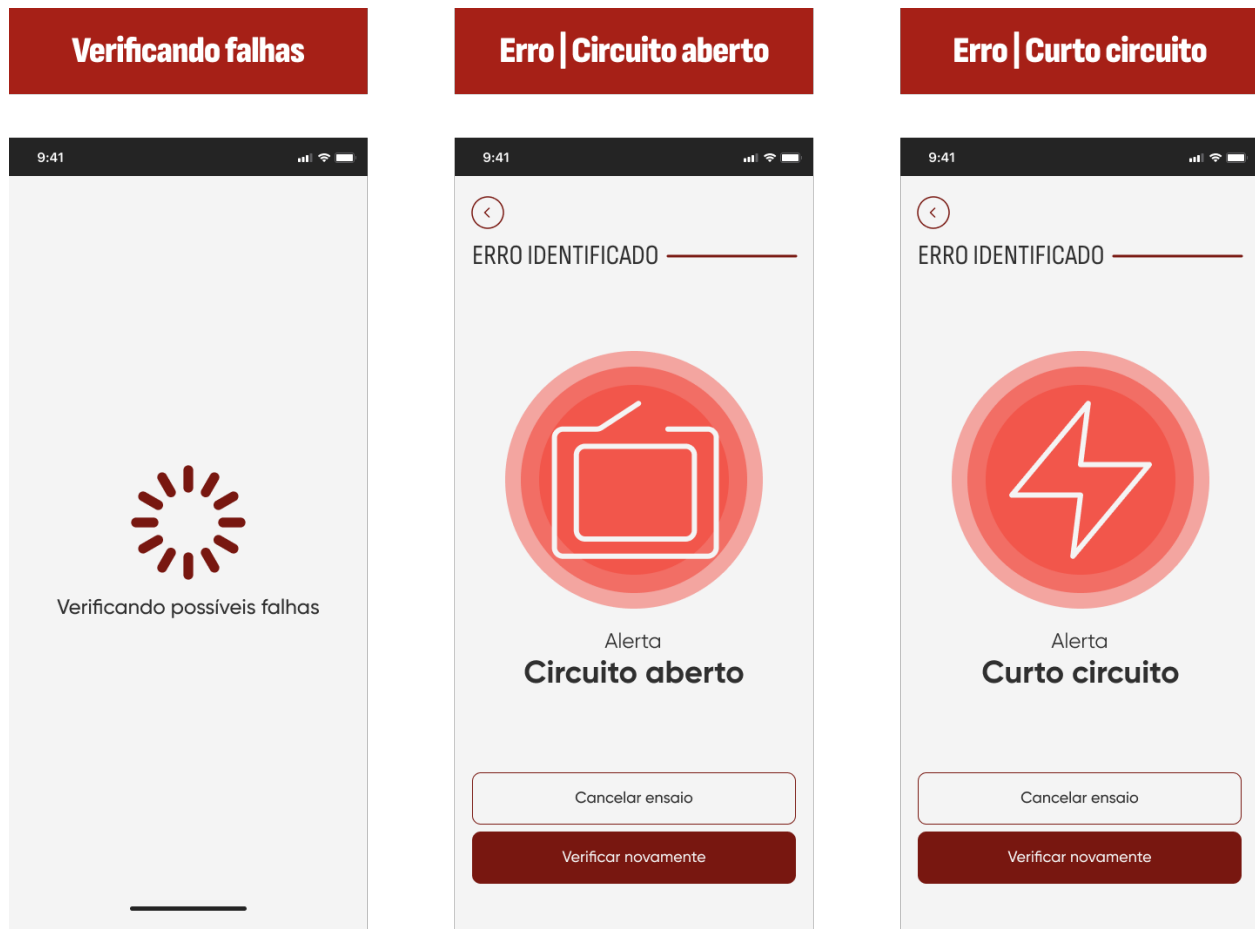 Verificando falhas
Erro | Circuito aberto
Erro | Curto circuito
9:41
9:41
9:41
ERRO IDENTIFICADO
ERRO IDENTIFICADO
Verificando possíveis falhas
Alerta
Circuito aberto
Alerta
Curto circuito
Cancelar ensaio
Cancelar ensaio
Verificar novamente
Verificar novamente